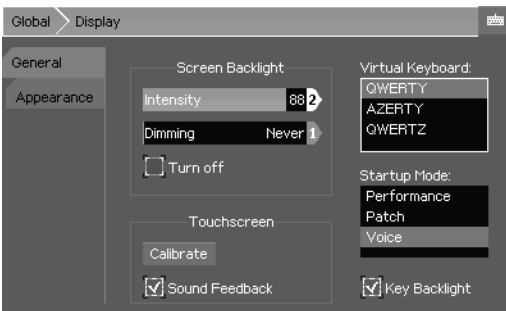 Global Display
General
Appearance
Screen Backlight
Intensity 88 2
Dimming Never 1
Turn off
Touchscreen
Calibrate
Sound Feedback
Virtual Keyboard:
QWERTY
AZERTY
QWERTZ
Startup Mode:
Performance
Patch
Voice
Key Backlight